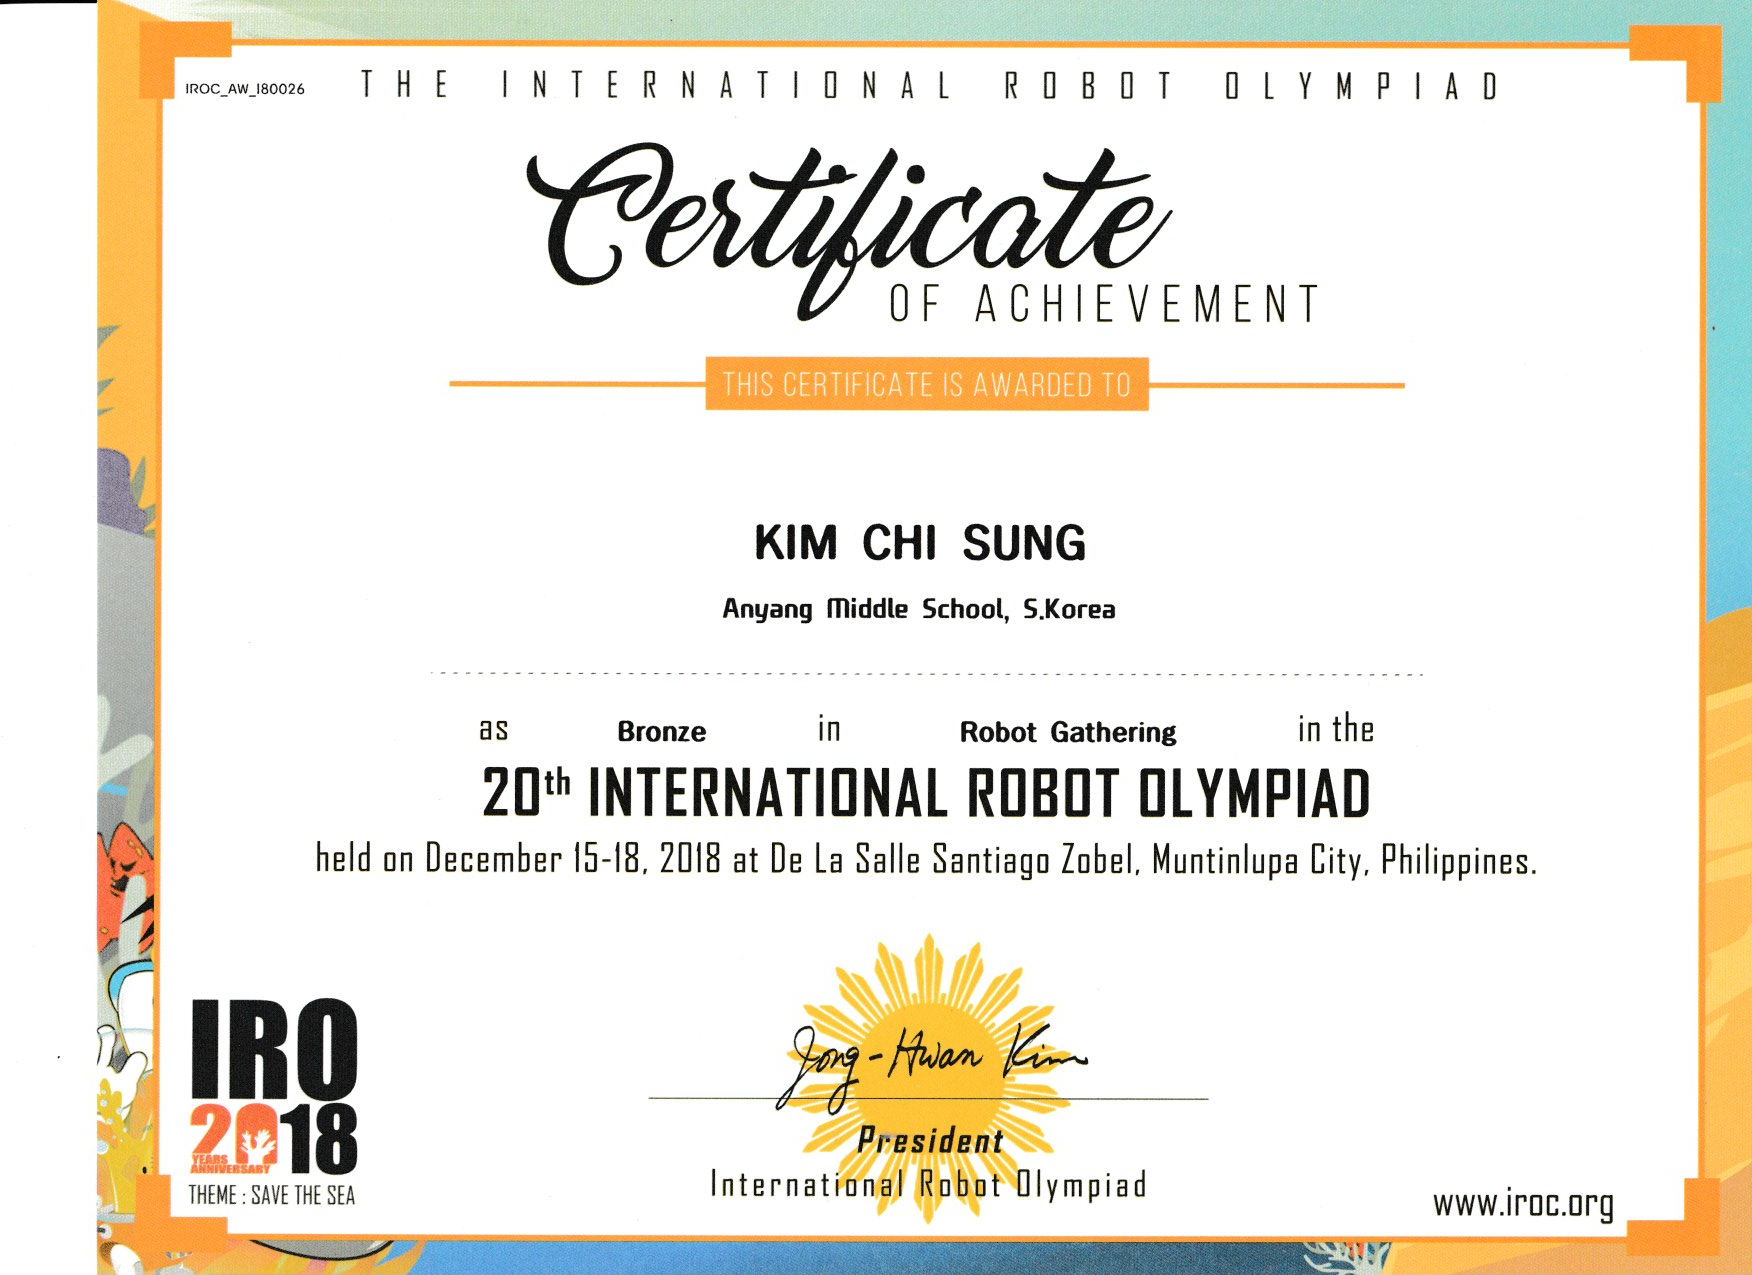 IROC_AW_180026
THE INTERNATIONAL ROBOT OLYMPIAD
Certificate
OF ACHIEVEMENT
THIS CERTIFICATE IS AWARDED TO
KIM CHI SUNG
Anyang Middle School, S.Korea
as Bronze in Robot Gathering in the
20th INTERNATIONAL ROBOT OLYMPIAD
held on December 15-18, 2018 at De La Salle Santiago Zobel, Muntinlupa City, Philippines.
Jong-Hwan Kim
President
International Robot Olympiad
IRO
2018
YEARS
ANNIVERSARY
THEME : SAVE THE SEA
www.iroc.org